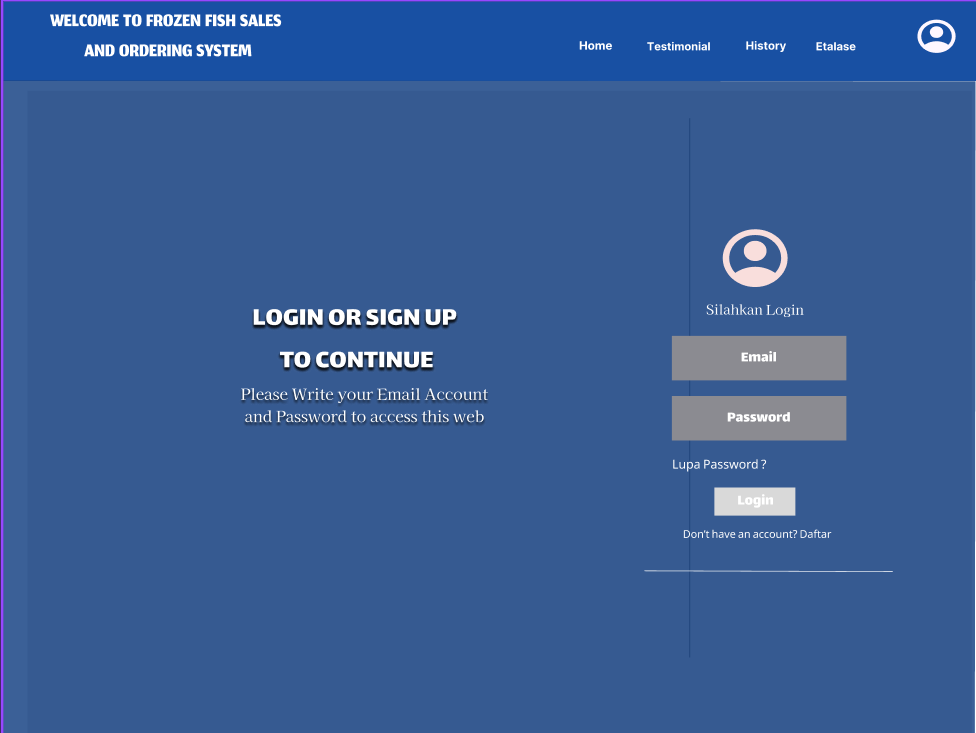 WELCOME TO FROZEN FISH SALES
AND ORDERING SYSTEM
Home
Testimonial
History
Etalase
LOGIN OR SIGN UP
TO CONTINUE
Please Write your Email Account
and Password to access this web
Silahkan Login
Email
Password
Lupa Password ?
Login
Don't have an account? Daftar